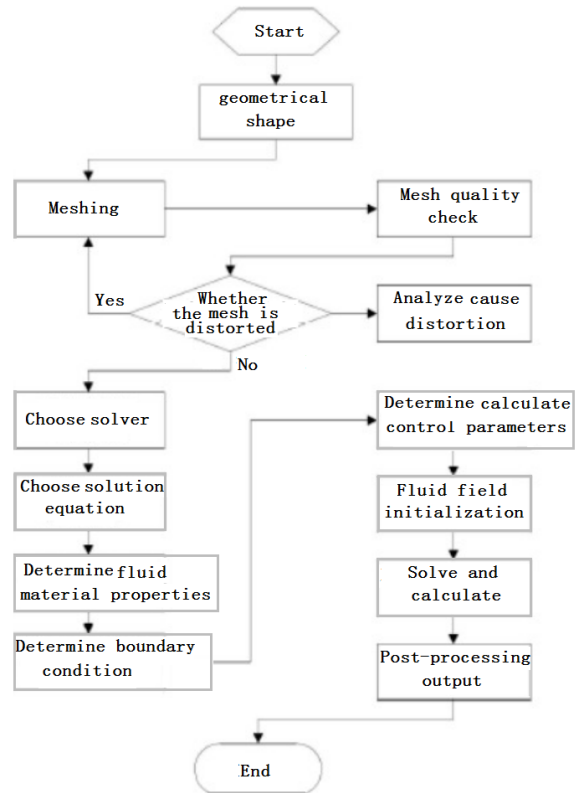 Start
geometrical
shape
Meshing
Mesh quality
check
Yes
Whether
the mesh is
distorted
Analyze cause
distortion
No
Choose solver
Determine calculate
control parameters
Choose solution
equation
Fluid field
initialization
Determine fluid
material properties
Solve and
calculate
Determine boundary
condition
Post-processing
output
End